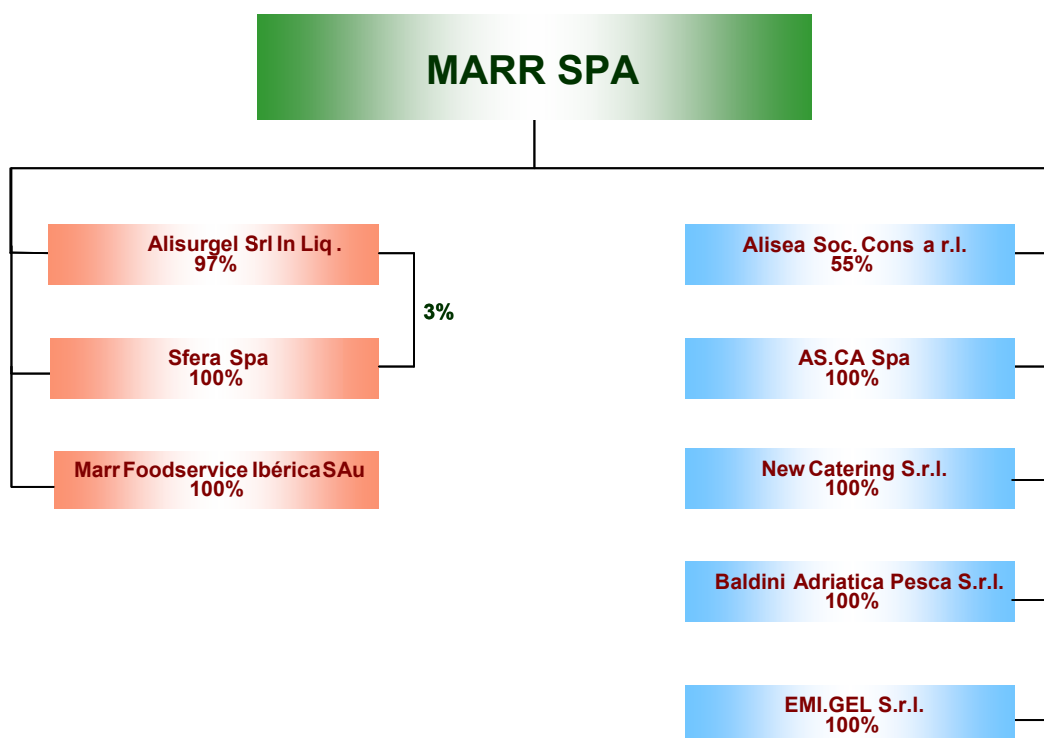 MARR SPA
Alisurgel Srl In Liq .
97%
3%
Sfera Spa
100%
Marr Foodservice Ibérica SAu
100%
Alisea Soc. Cons a r.l.
55%
AS.CA Spa
100%
New Catering S.r.l.
100%
Baldini Adriatica Pesca S.r.l.
100%
EMI.GEL S.r.l.
100%